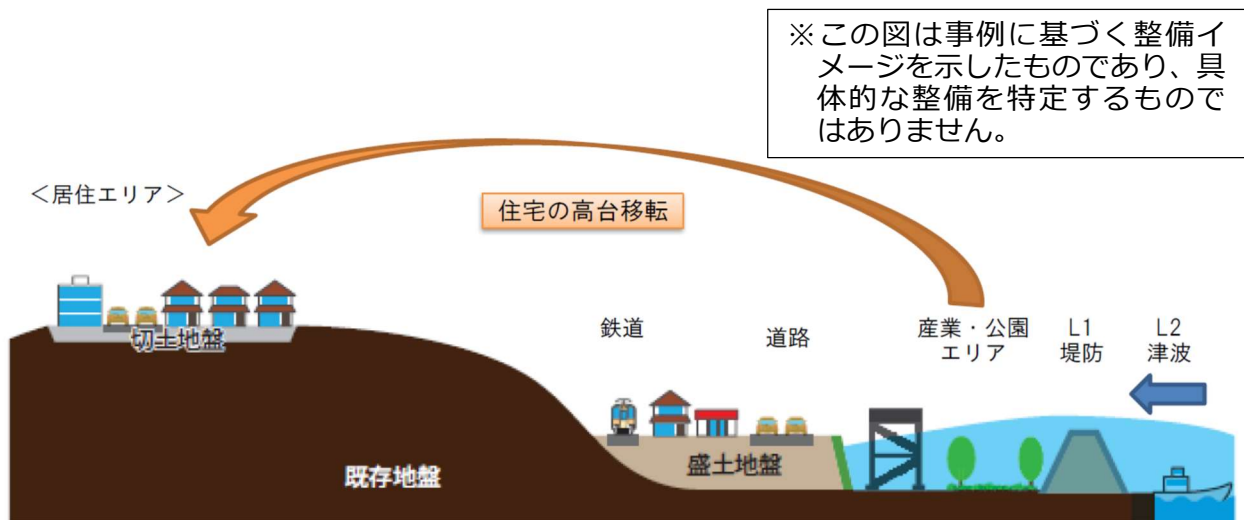 ※この図は事例に基づく整備イ
メージを示したものであり、具
体的な整備を特定するもので
はありません。
＜居住エリア＞
住宅の高台移転
鉄道
道路
産業・公園
エリア
L1
堤防
L2
津波
切土地盤
盛土地盤
既存地盤